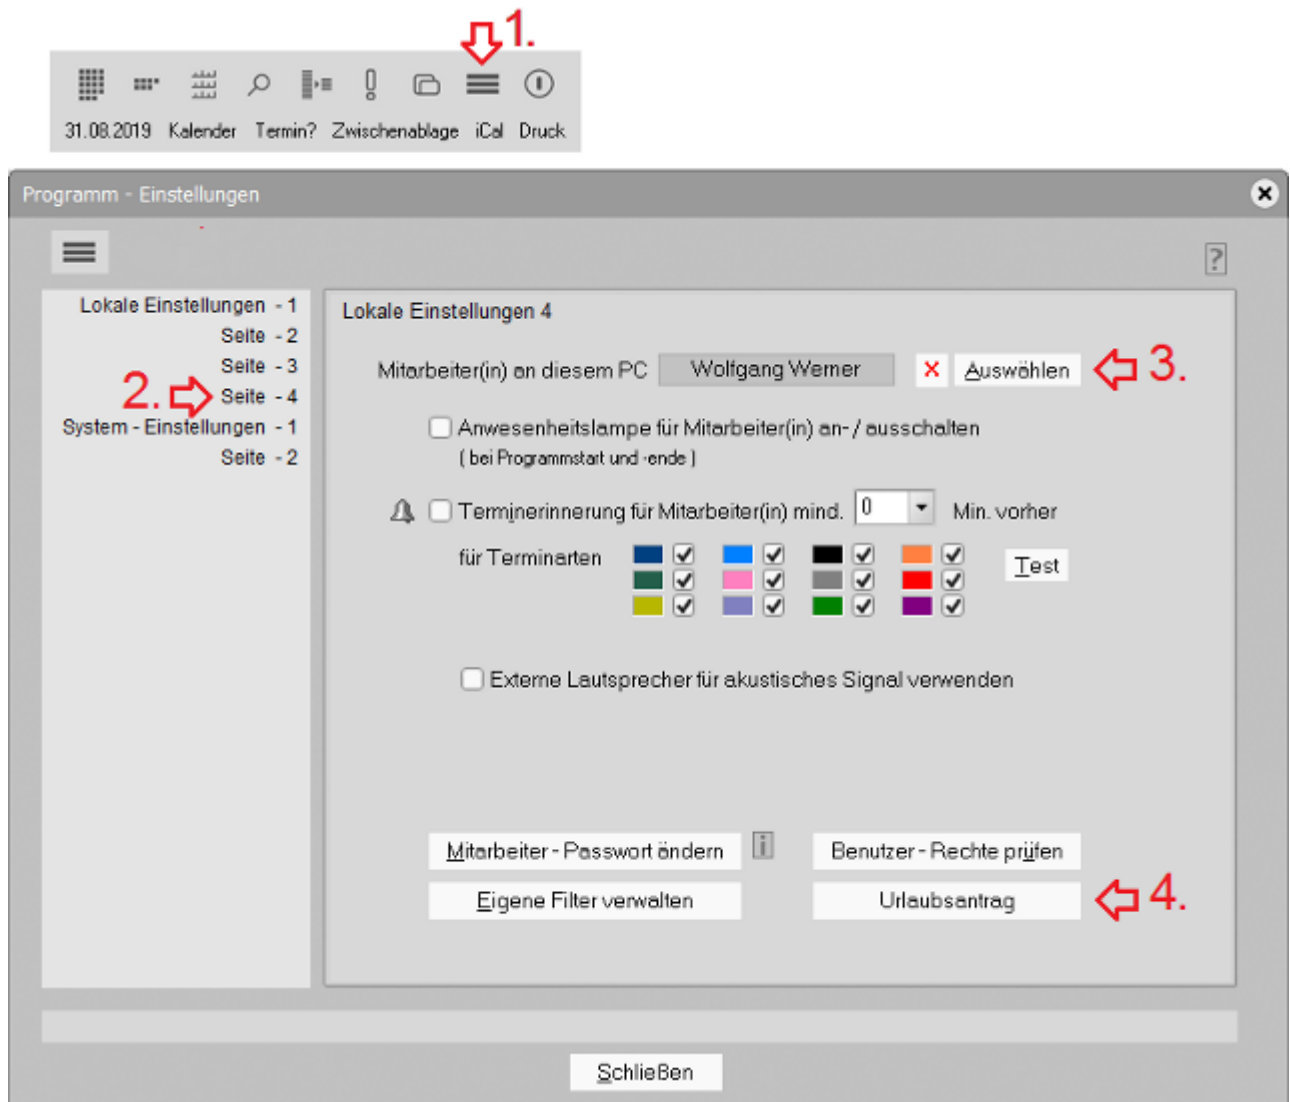 1.
31.08.2019 Kalender Termin? Zwischenablage iCal Druck
Programm - Einstellungen
?
Lokale Einstellungen - 1
Seite - 2
Seite - 3
2. Seite - 4
System - Einstellungen - 1
Seite - 2
Lokale Einstellungen 4
Mitarbeiter(in) an diesem PC Wolfgang Werner X Auswählen 3.
Anwesenheitslampe für Mitarbeiter(in) an- / ausschalten
( bei Programmstart und -ende )
Terminerinnerung für Mitarbeiter(in) mind. 0 Min. vorher
für Terminarten Test
Externe Lautsprecher für akustisches Signal verwenden
Mitarbeiter - Passwort ändern i Benutzer - Rechte prüfen
Eigene Filter verwalten Urlaubsantrag 4.
Schließen